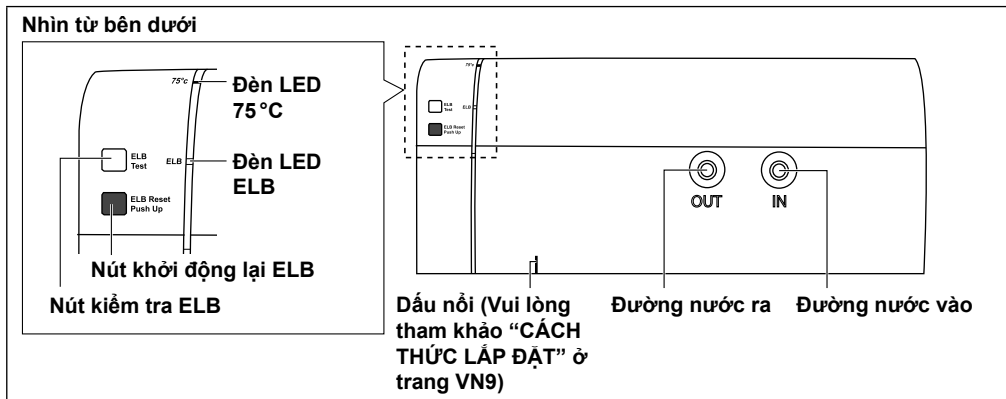 Nhìn từ bên dưới
75°c
Đèn LED
75 °C
ELB
Test
ELB
Đèn LED
ELB
ELB Reset
Push Up
Nút khởi động lại ELB
Nút kiểm tra ELB
75°c
ELB
Test
ELB
ELB Reset
Push Up
OUT
IN
Dấu nổi (Vui lòng
tham khảo “CÁCH
THỨC LẮP ĐẶT” ở
trang VN9)
Đường nước ra
Đường nước vào